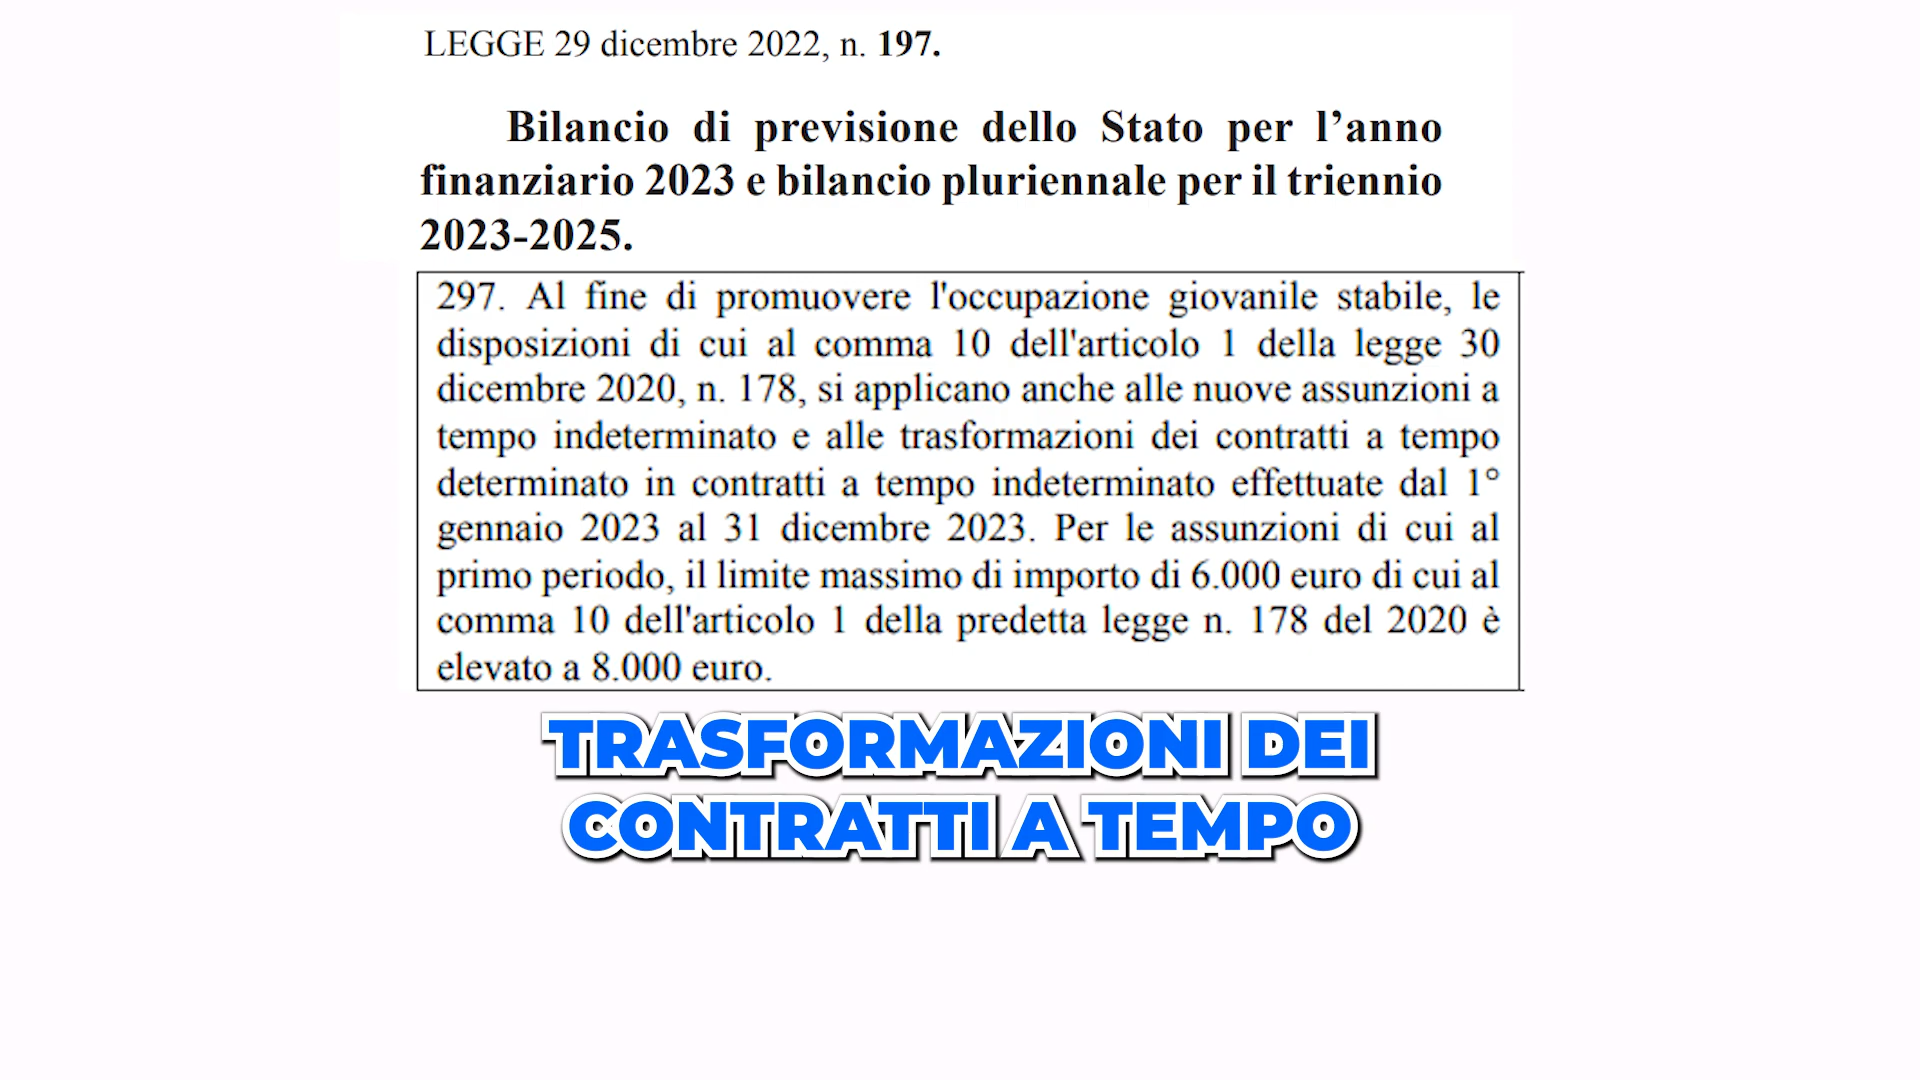 LEGGE 29 dicembre 2022, n. 197.
Bilancio di previsione dello Stato per l’anno
finanziario 2023 e bilancio pluriennale per il triennio
2023-2025.
297. Al fine di promuovere l'occupazione giovanile stabile, le
disposizioni di cui al comma 10 dell'articolo 1 della legge 30
dicembre 2020, n. 178, si applicano anche alle nuove assunzioni a
tempo indeterminato e alle trasformazioni dei contratti a tempo
determinato in contratti a tempo indeterminato effettuate dal 1°
gennaio 2023 al 31 dicembre 2023. Per le assunzioni di cui al
primo periodo, il limite massimo di importo di 6.000 euro di cui al
comma 10 dell'articolo 1 della predetta legge n. 178 del 2020 è
elevato a 8.000 euro.
TRASFORMAZIONI DEI
CONTRATTI A TEMPO